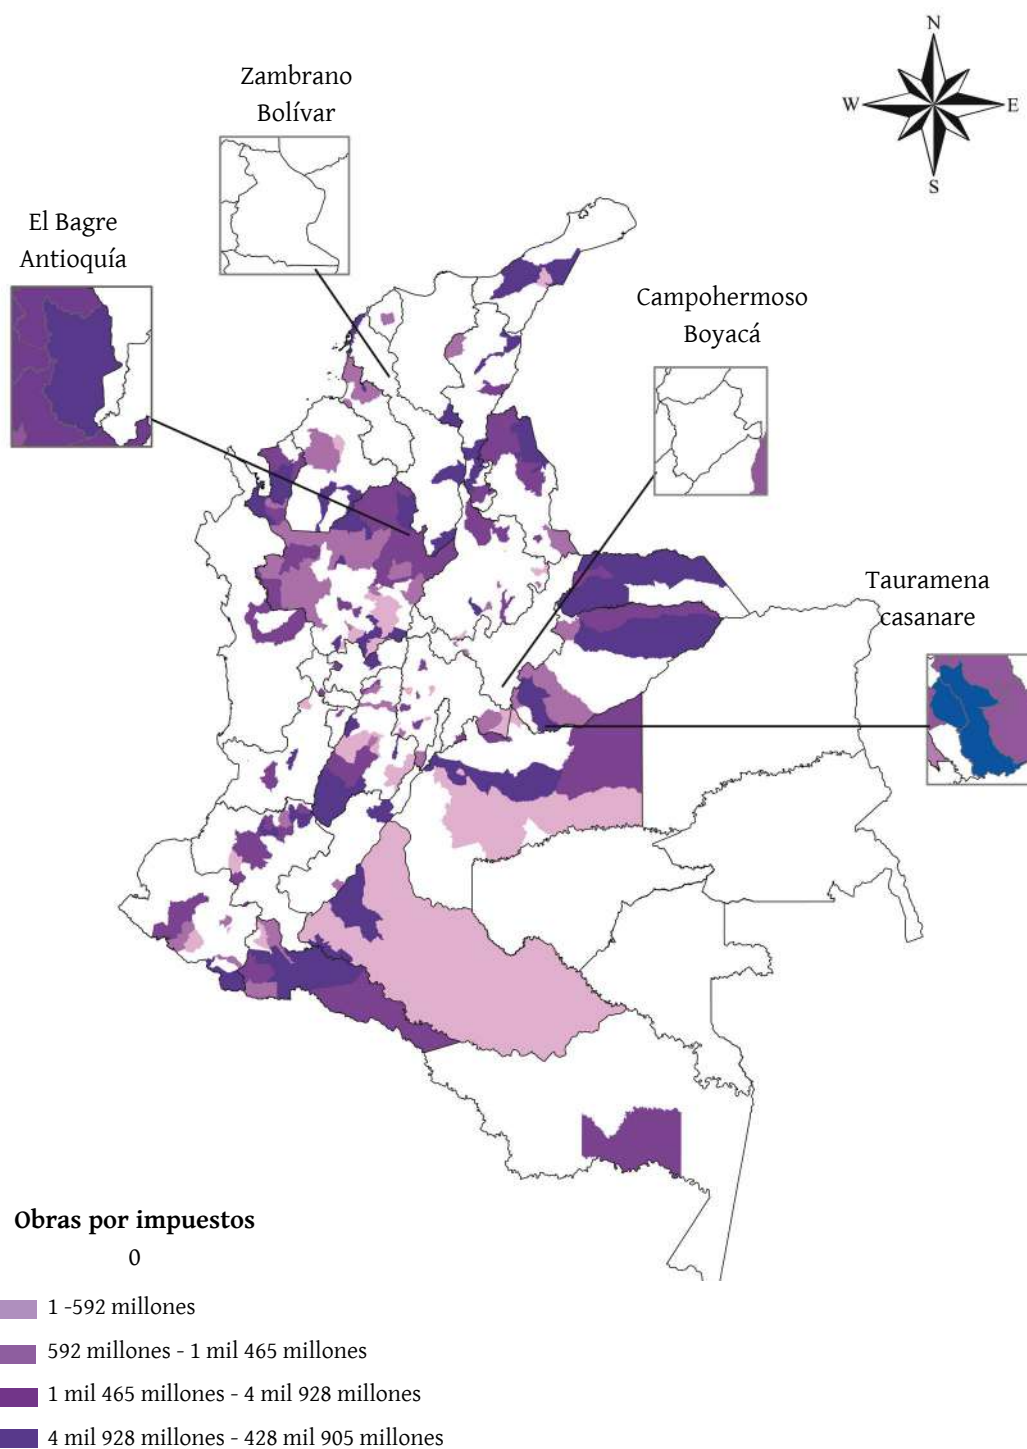 N
W
E
S
Zambrano
Bolívar
El Bagre
Antioquía
Campohermoso
Boyacá
Tauramena
casanare
Obras por impuestos
0
1 -592 millones
592 millones - 1 mil 465 millones
1 mil 465 millones - 4 mil 928 millones
4 mil 928 millones - 428 mil 905 millones